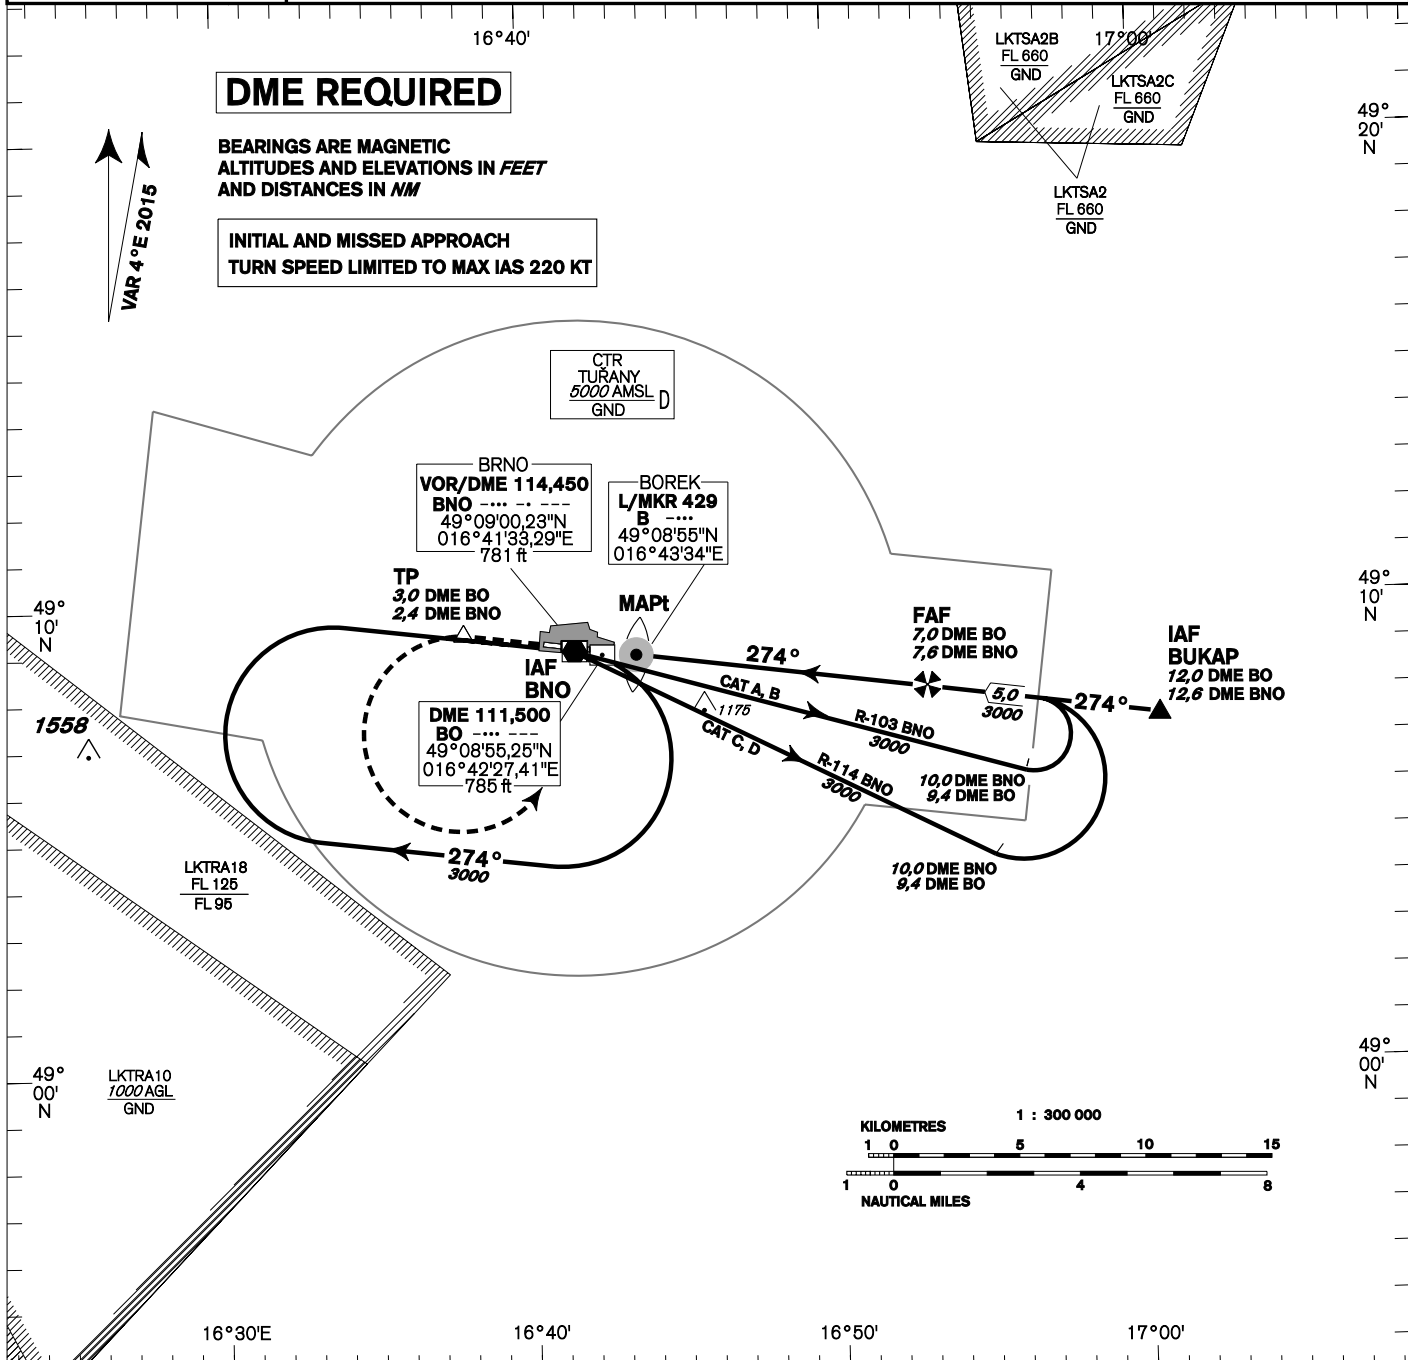 16°40'
17°00'
LKTSA2B
FL 660
GND
LKTSA2C
FL 660
GND
LKTSA2
FL 660
GND
49°
20'
N
DME REQUIRED
BEARINGS ARE MAGNETIC
ALTITUDES AND ELEVATIONS IN FEET
AND DISTANCES IN NM
VAR 4°E 2015
INITIAL AND MISSED APPROACH
TURN SPEED LIMITED TO MAX IAS 220 KT
CTR
TUŘANY
5000 AMSL
GND
D
BRNO
VOR/DME 114,450
BNO -··· -· ---
49°09'00,23"N
016°41'33,29"E
781 ft
BOREK
L/MKR 429
B -···
49°08'55"N
016°43'34"E
TP
3,0 DME BO
2,4 DME BNO
MAPt
FAF
7,0 DME BO
7,6 DME BNO
IAF
BUKAP
12,0 DME BO
12,6 DME BNO
49°
10'
N
49°
10'
N
274°
5,0
3000
274°
IAF
BNO
CAT A, B
R-103 BNO
3000
1175
CAT C, D
R-114 BNO
3000
10,0 DME BNO
9,4 DME BO
10,0 DME BNO
9,4 DME BO
DME 111,500
BO -··· ---
49°08'55,25"N
016°42'27,41"E
785 ft
1558
274°
3000
LKTRA18
FL 125
FL 95
LKTRA10
1000 AGL
GND
49°
00'
N
49°
00'
N
1 : 300 000
KILOMETRES
1 0 5 10 15
1 0 4 8
NAUTICAL MILES
16°30'E
16°40'
16°50'
17°00'